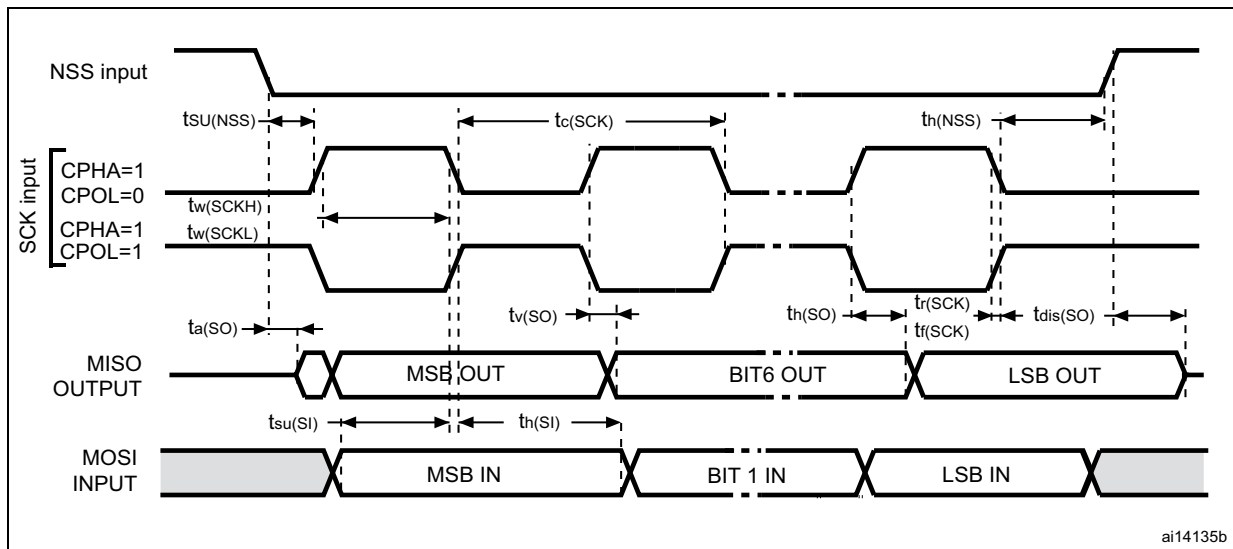 NSS input
tSU(NSS)
tc(SCK)
th(NSS)
SCK input
CPHA=1
CPOL=0
tw(SCKH)
CPHA=1
tw(SCKL)
CPOL=1
ta(SO)
tv(SO)
th(SO)
tr(SCK)
tf(SCK)
tdis(SO)
MISO
OUTPUT
MSB OUT
BIT6 OUT
LSB OUT
tsu(SI)
th(SI)
MOSI
INPUT
MSB IN
BIT 1 IN
LSB IN
ai14135b